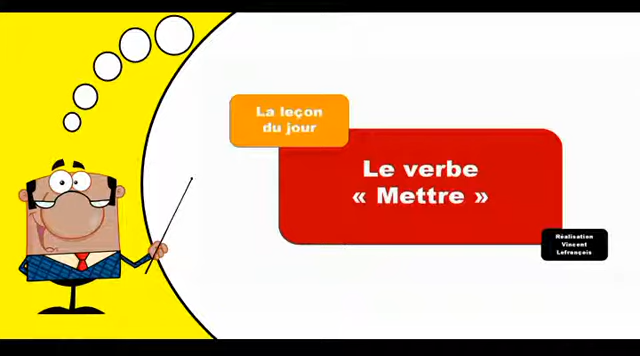 La leçon
du jour
Le verbe
« Mettre »
Réalisation
Vincent
Lefrançois